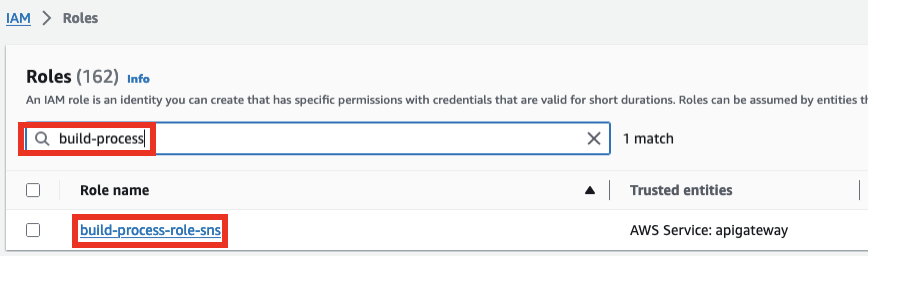 IAM > Roles
Roles (162) Info
An IAM role is an identity you can create that has specific permissions with credentials that are valid for short durations. Roles can be assumed by entities th
build-process 1 match
Role name Trusted entities
build-process-role-sns AWS Service: apigateway